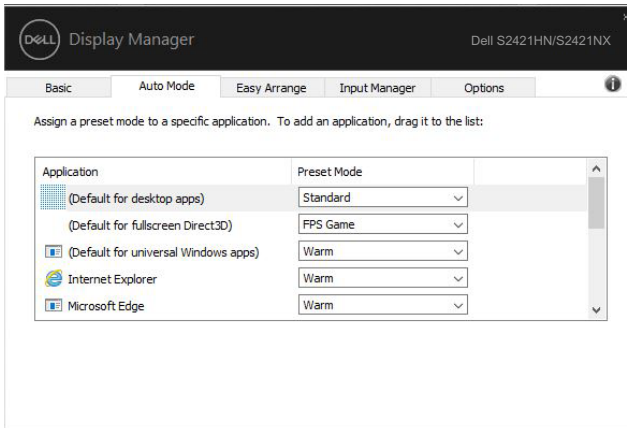 DELL Display Manager Dell S2421HN/S2421NX
Basic Auto Mode Easy Arrange Input Manager Options
Assign a preset mode to a specific application. To add an application, drag it to the list:
Application Preset Mode
(Default for desktop apps) Standard
(Default for fullscreen Direct3D) FPS Game
(Default for universal Windows apps) Warm
Internet Explorer Warm
Microsoft Edge Warm